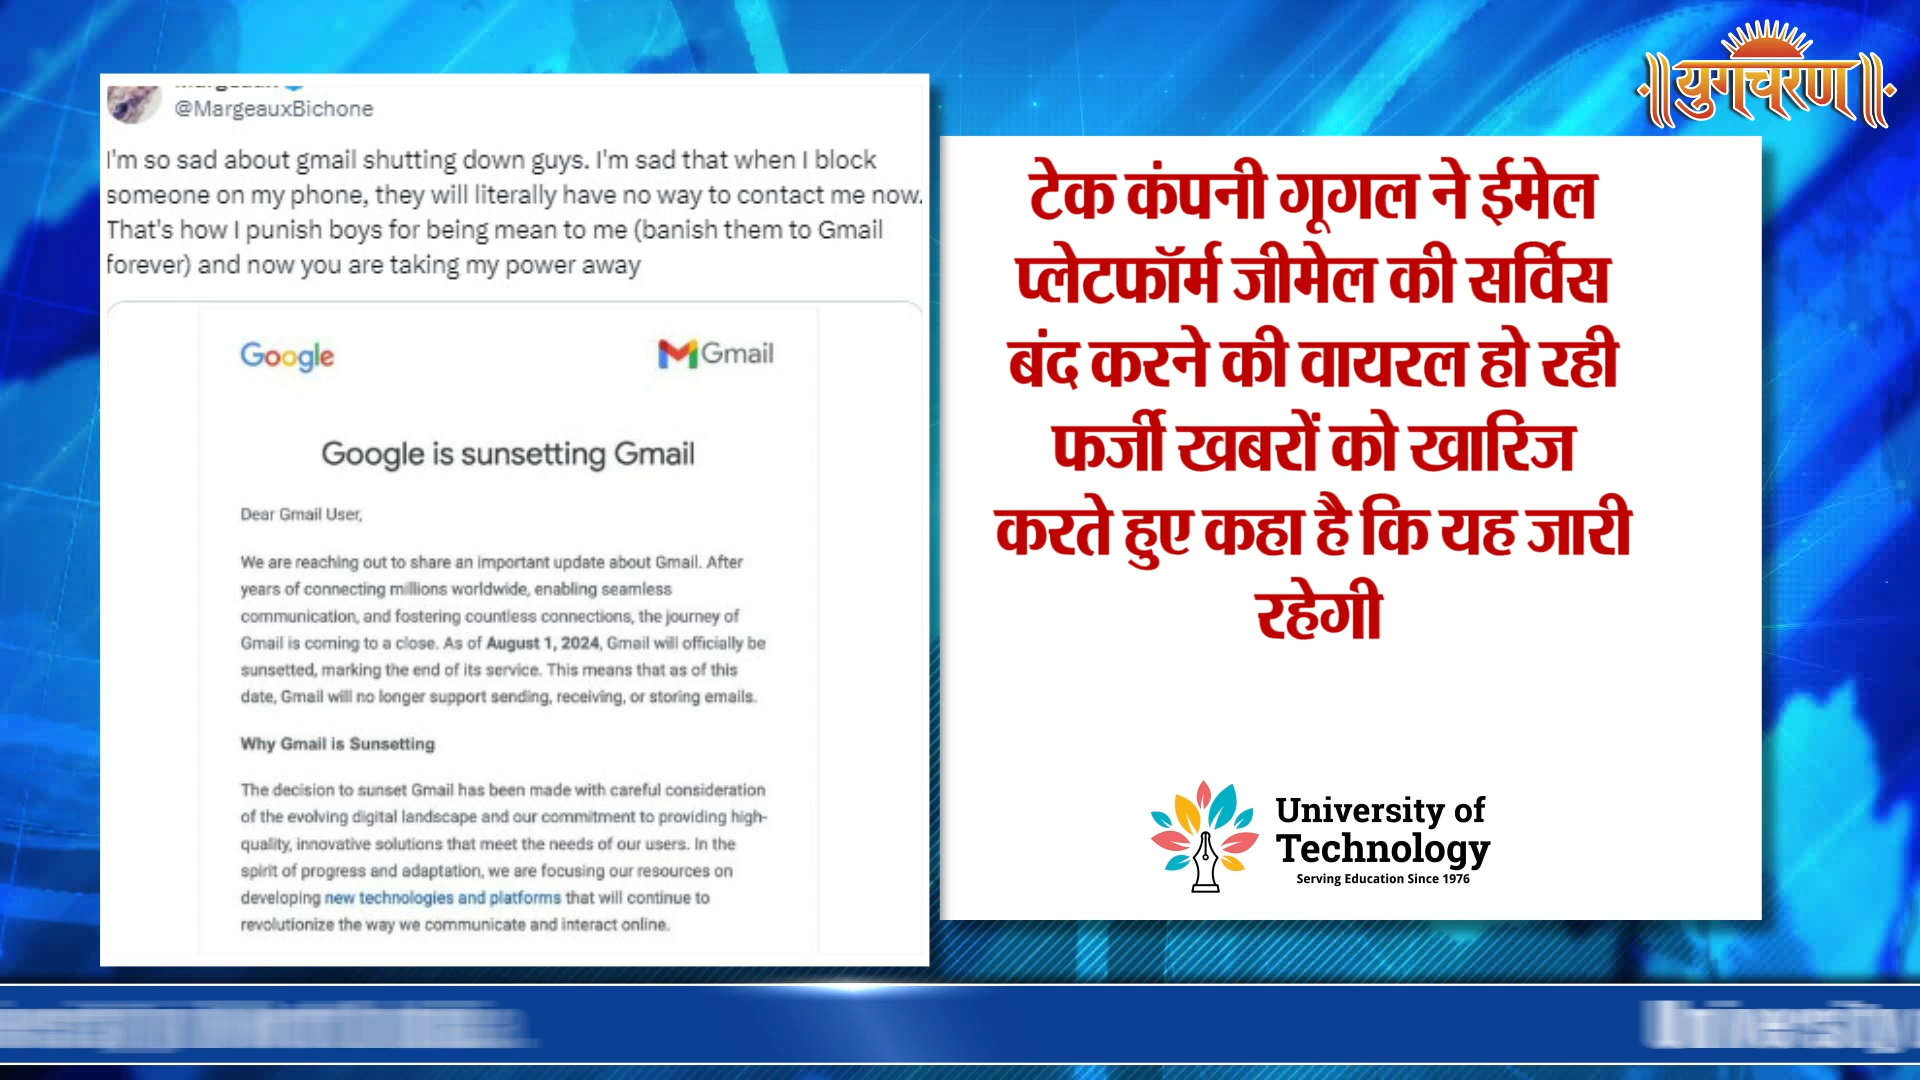 @MargeauxBichone
I'm so sad about gmail shutting down guys. I'm sad that when I block
someone on my phone, they will literally have no way to contact me now.
That's how I punish boys for being mean to me (banish them to Gmail
forever) and now you are taking my power away
Google
Gmail
Google is sunsetting Gmail
Dear Gmail User,
We are reaching out to share an important update about Gmail. After
years of connecting millions worldwide, enabling seamless
communication, and fostering countless connections, the journey of
Gmail is coming to a close. As of August 1, 2024, Gmail will officially be
sunsetted, marking the end of its service. This means that as of this
date, Gmail will no longer support sending, receiving, or storing emails.
Why Gmail is Sunsetting
The decision to sunset Gmail has been made with careful consideration
of the evolving digital landscape and our commitment to providing high-
quality, innovative solutions that meet the needs of our users. In the
spirit of progress and adaptation, we are focusing our resources on
developing new technologies and platforms that will continue to
revolutionize the way we communicate and interact online.
॥युगचरण॥
टेक कंपनी गूगल ने ईमेल
प्लेटफॉर्म जीमेल की सर्विस
बंद करने की वायरल हो रही
फर्जी खबरों को खारिज
करते हुए कहा है कि यह जारी
रहेगी
University of
Technology
Serving Education Since 1976
University